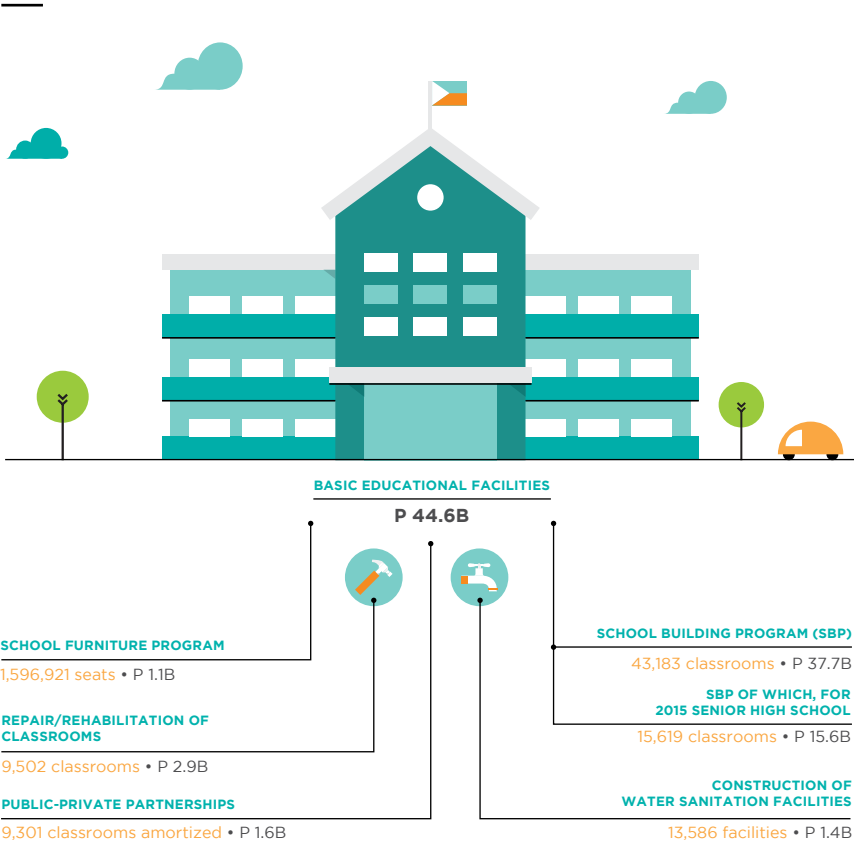 BASIC EDUCATIONAL FACILITIES
P 44.6B
SCHOOL FURNITURE PROGRAM
1,596,921 seats • P 1.1B
REPAIR/REHABILITATION OF
CLASSROOMS
9,502 classrooms • P 2.9B
PUBLIC-PRIVATE PARTNERSHIPS
9,301 classrooms amortized • P 1.6B
SCHOOL BUILDING PROGRAM (SBP)
43,183 classrooms • P 37.7B
SBP OF WHICH, FOR
2015 SENIOR HIGH SCHOOL
15,619 classrooms • P 15.6B
CONSTRUCTION OF
WATER SANITATION FACILITIES
13,586 facilities • P 1.4B